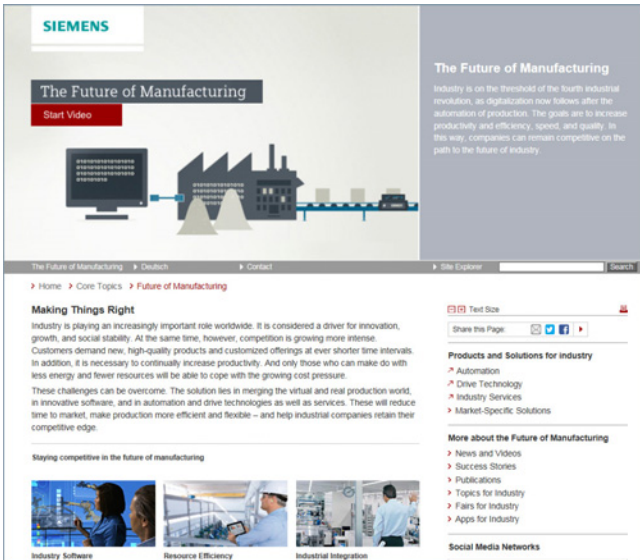 SIEMENS
The Future of Manufacturing
Start Video
The Future of Manufacturing
Industry is on the threshold of the fourth industrial
revolution, as digitalization now follows after the
automation of production. The goals are to increase
productivity and efficiency, speed, and quality. In
this way, companies can remain competitive on the
path to the future of industry.
The Future of Manufacturing Deutsch Contact Site Explorer Search
Home Core Topics Future of Manufacturing
Making Things Right
Industry is playing an increasingly important role worldwide. It is considered a driver for innovation,
growth, and social stability. At the same time, however, competition is growing more intense.
Customers demand new, high-quality products and customized offerings at ever shorter time intervals.
In addition, it is necessary to continually increase productivity. And only those who can make do with
less energy and fewer resources will be able to cope with the growing cost pressure.
These challenges can be overcome. The solution lies in merging the virtual and real production world,
in innovative software, and in automation and drive technologies as well as services. These will reduce
time to market, make production more efficient and flexible – and help industrial companies retain their
competitive edge.
Staying competitive in the future of manufacturing
Industry Software
Resource Efficiency
Industrial Integration
Text Size
Share this Page:
Products and Solutions for industry
Automation
Drive Technology
Industry Services
Market-Specific Solutions
More about the Future of Manufacturing
News and Videos
Success Stories
Publications
Topics for Industry
Fairs for Industry
Apps for Industry
Social Media Networks